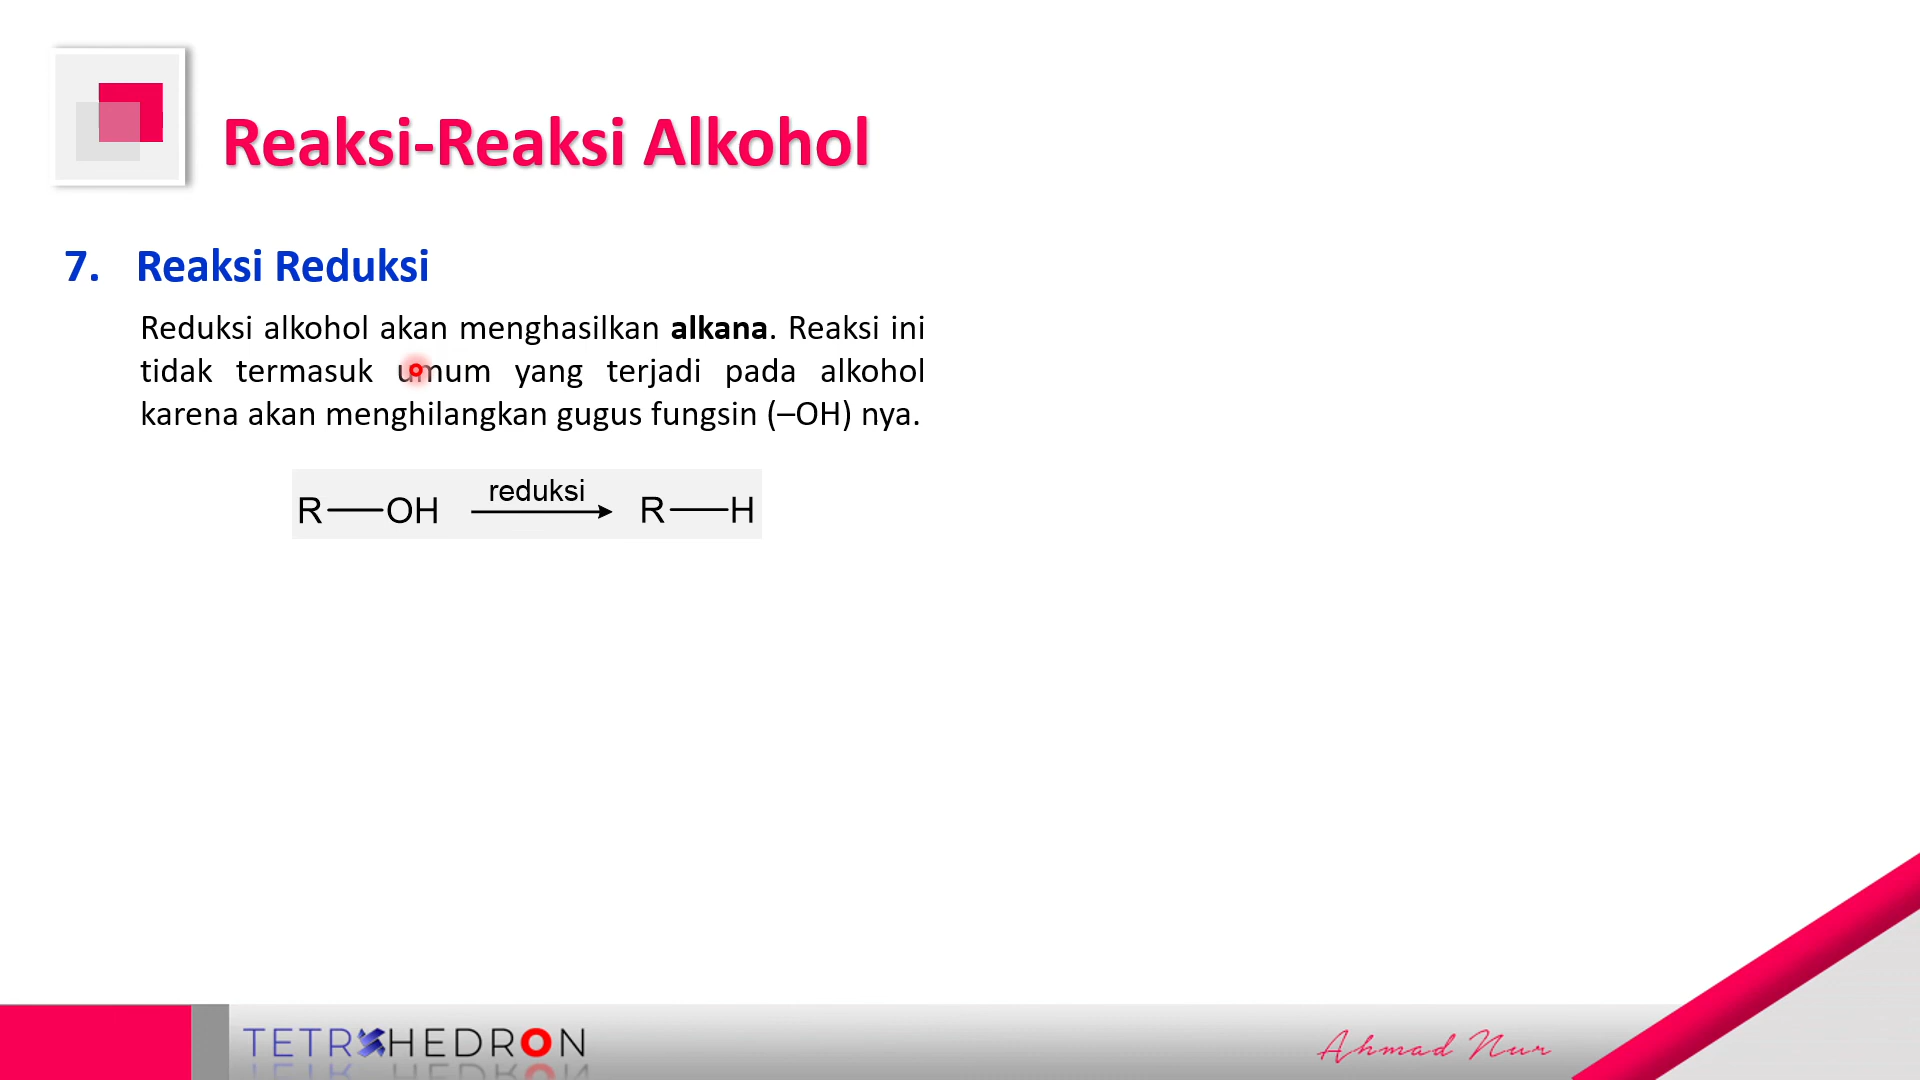 Reaksi-Reaksi Alkohol
7. Reaksi Reduksi
Reduksi alkohol akan menghasilkan alkana. Reaksi ini
tidak termasuk umum yang terjadi pada alkohol
karena akan menghilangkan gugus fungsin (–OH) nya.
R—OH reduksi R—H
TETRAHEDRON
Ahmad Nur